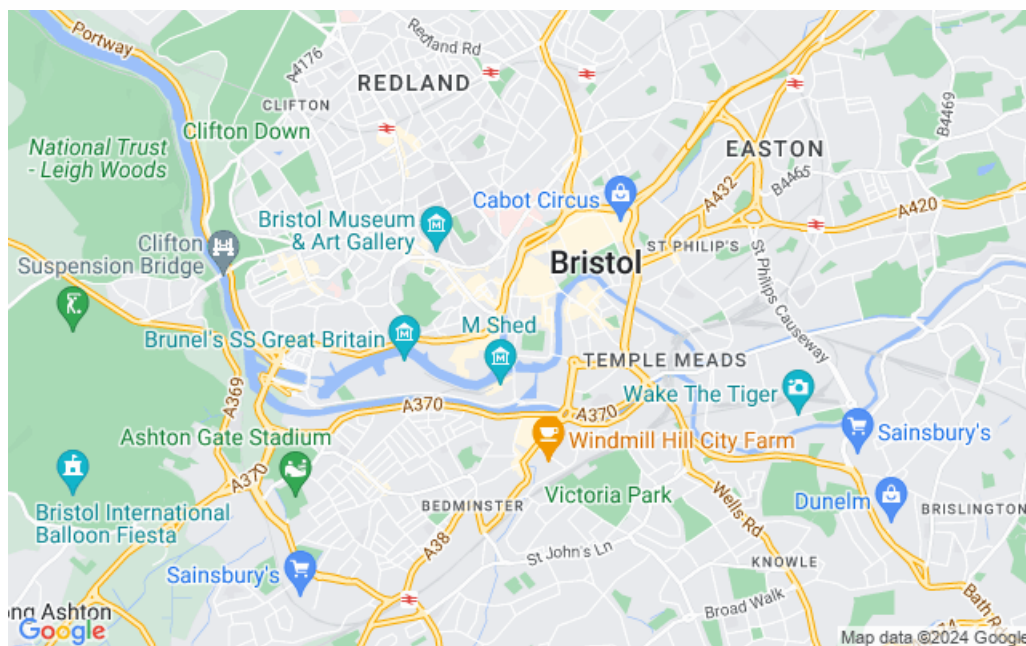 Portway
A4176
Redland Rd
REDLAND
CLIFTON
B4469
Clifton Down
National Trust
- Leigh Woods
EASTON
B4465
A432
Cabot Circus
A420
Bristol Museum
& Art Gallery
Clifton
Suspension Bridge
ST PHILIP'S
Bristol
St Philips Causeway
M Shed
Brunel's SS Great Britain
TEMPLE MEADS
Wake The Tiger
A369
A370
A370
Ashton Gate Stadium
Windmill Hill City Farm
Sainsbury's
A370
Bristol International
Balloon Fiesta
BEDMINSTER
Victoria Park
Wells Rd
Dunelm
BRISLINGTON
A38
St John's Ln
KNOWLE
Sainsbury's
Broad Walk
Bath Rd
ong Ashton
Google
Map data ©2024 Google